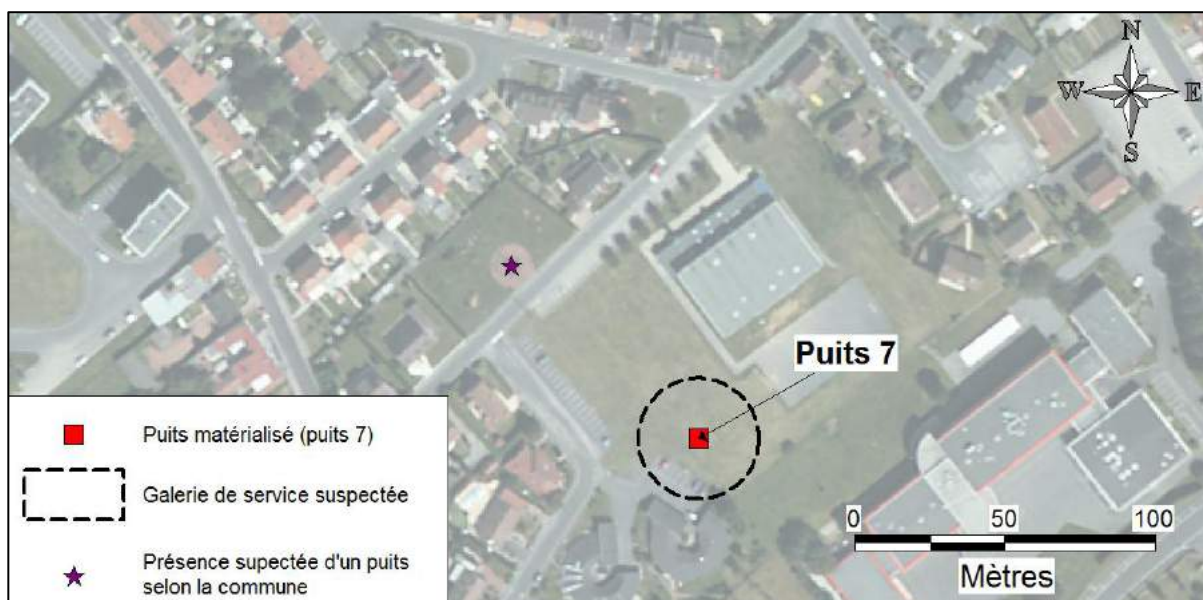 N
W E
S
Puits 7
Puits matérialisé (puits 7)
Galerie de service suspectée
Présence supectée d'un puits
selon la commune
0 50 100
Mètres